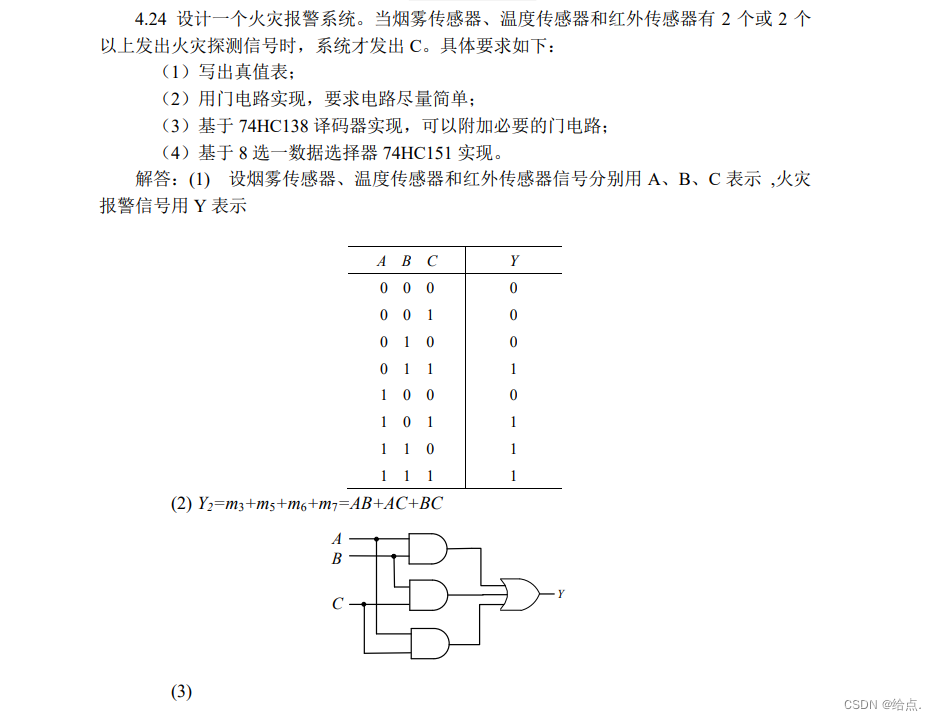 4.24 设计一个火灾报警系统。当烟雾传感器、温度传感器和红外传感器有 2 个或 2 个
以上发出火灾探测信号时，系统才发出 C。具体要求如下：
（1）写出真值表；
（2）用门电路实现，要求电路尽量简单；
（3）基于 74HC138 译码器实现，可以附加必要的门电路；
（4）基于 8 选一数据选择器 74HC151 实现。
解答：(1) 设烟雾传感器、温度传感器和红外传感器信号分别用 A、B、C 表示 ,火灾
报警信号用 Y 表示
A B C Y
0 0 0 0
0 0 1 0
0 1 0 0
0 1 1 1
1 0 0 0
1 0 1 1
1 1 0 1
1 1 1 1
(2) Y₂=m₃+m₅+m₆+m₇=AB+AC+BC
A
B
C
Y
(3)
CSDN @给点.